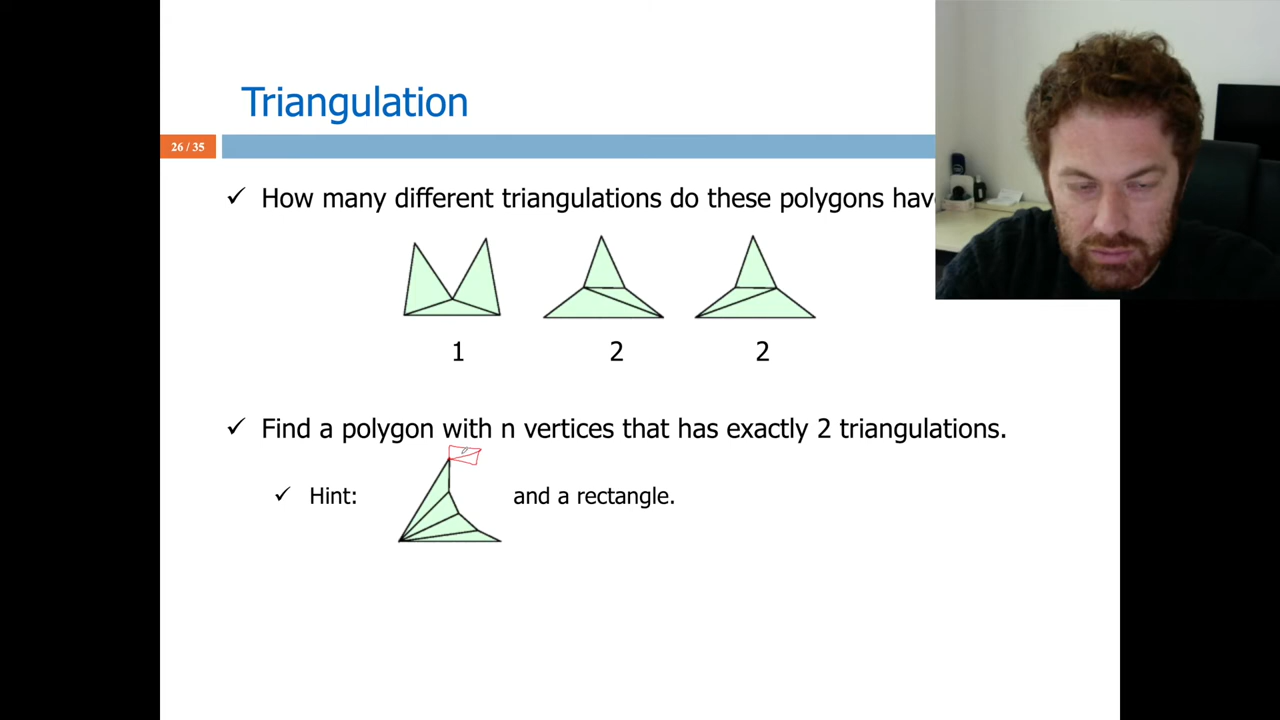 Triangulation
26 / 35
✓ How many different triangulations do these polygons hav
1 2 2
✓ Find a polygon with n vertices that has exactly 2 triangulations.
✓ Hint: and a rectangle.